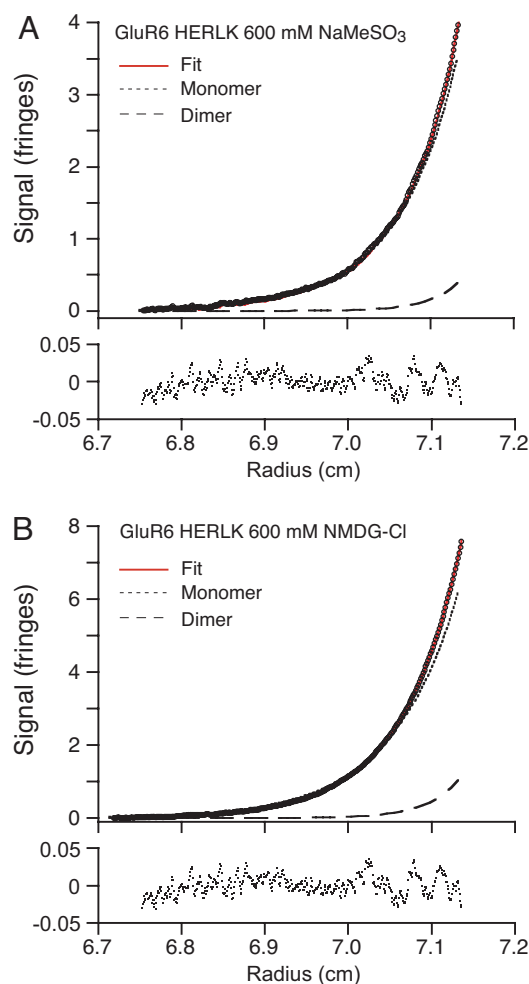 A
GluR6 HERLK 600 mM NaMeSO3
Fit
Monomer
Dimer
Signal (fringes)
4
3
2
1
0
0.05
0
-0.05
6.7 6.8 6.9 7.0 7.1 7.2
Radius (cm)
B
GluR6 HERLK 600 mM NMDG-Cl
Fit
Monomer
Dimer
Signal (fringes)
8
6
4
2
0
0.05
0
-0.05
6.7 6.8 6.9 7.0 7.1 7.2
Radius (cm)